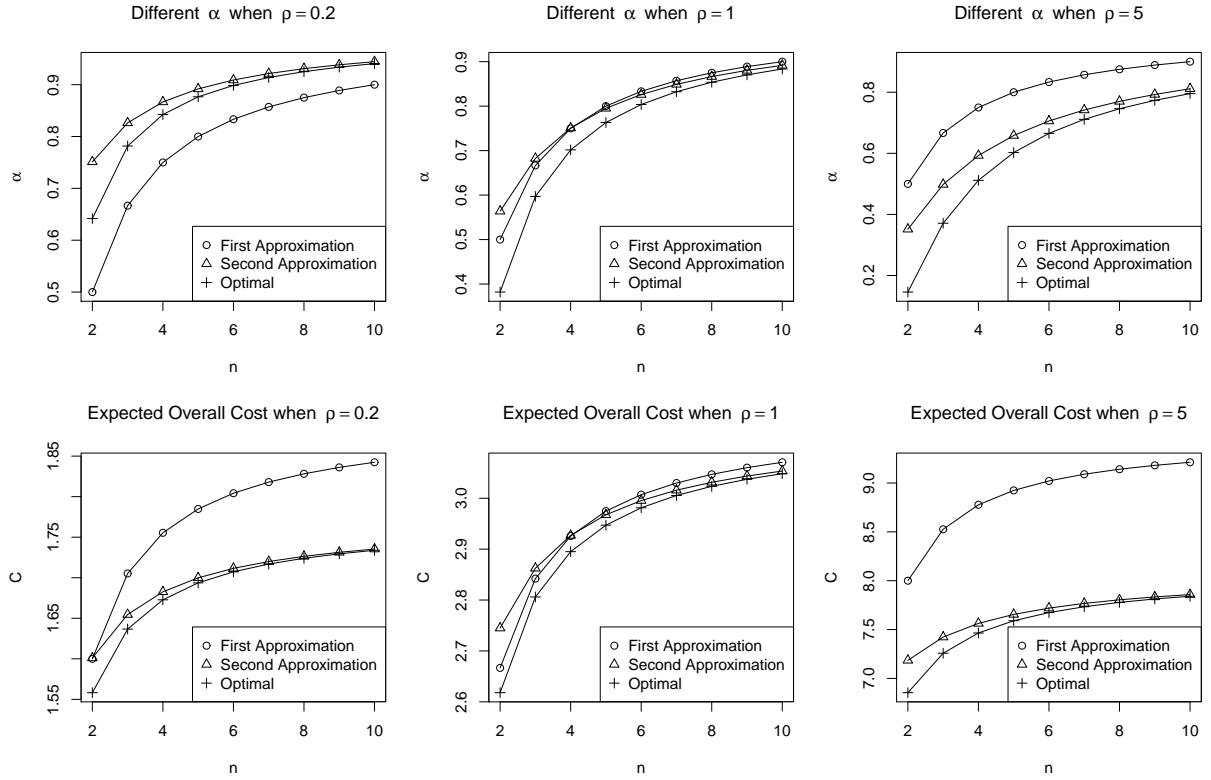 Different α when ρ = 0.2
α
0.9
0.8
0.7
0.6
0.5
First Approximation
Second Approximation
Optimal
2 4 6 8 10
n
Different α when ρ = 1
α
0.9
0.8
0.7
0.6
0.5
0.4
First Approximation
Second Approximation
Optimal
2 4 6 8 10
n
Different α when ρ = 5
α
0.8
0.6
0.4
0.2
First Approximation
Second Approximation
Optimal
2 4 6 8 10
n
Expected Overall Cost when ρ = 0.2
C
1.85
1.75
1.65
1.55
First Approximation
Second Approximation
Optimal
2 4 6 8 10
n
Expected Overall Cost when ρ = 1
C
3.0
2.9
2.8
2.7
2.6
First Approximation
Second Approximation
Optimal
2 4 6 8 10
n
Expected Overall Cost when ρ = 5
C
9.0
8.5
8.0
7.5
7.0
First Approximation
Second Approximation
Optimal
2 4 6 8 10
n